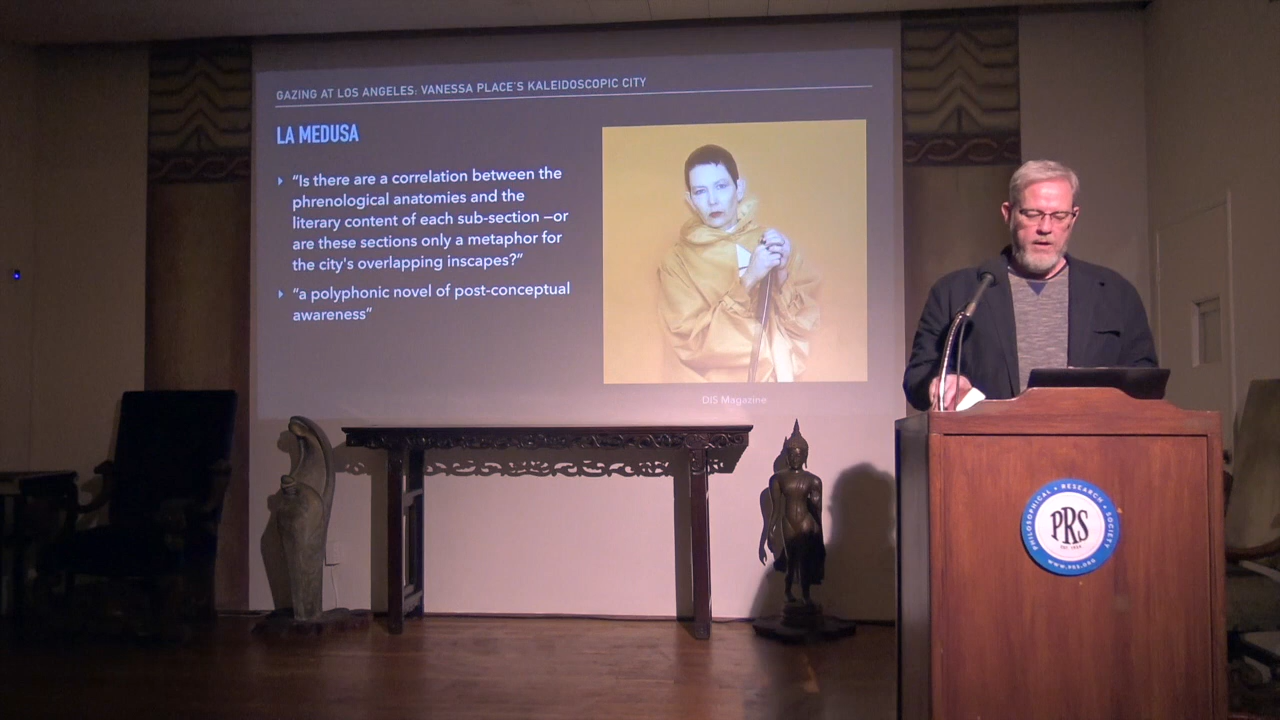 GAZING AT LOS ANGELES: VANESSA PLACE'S KALEIDOSCOPIC CITY
LA MEDUSA
“Is there are a correlation between the
phrenological anatomies and the
literary content of each sub-section —or
are these sections only a metaphor for
the city's overlapping inscapes?”
“a polyphonic novel of post-conceptual
awareness”
DIS Magazine
PHILOSOPHICAL • RESEARCH • SOCIETY
PRS
EST. 1934
WWW.PRS.ORG